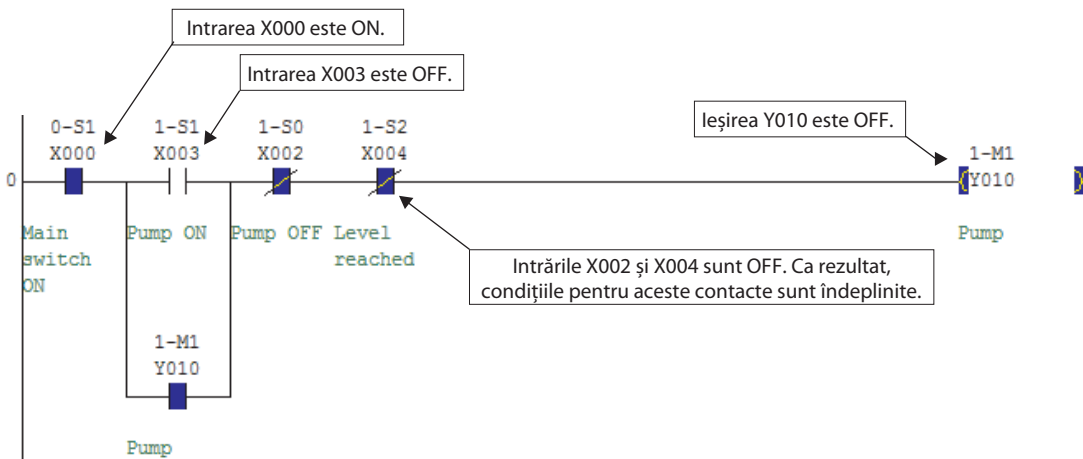 Intrarea X000 este ON.
Intrarea X003 este OFF.
Ieșirea Y010 este OFF.
0-S1 1-S1 1-S0 1-S2 1-M1
X000 X003 X002 X004 Y010
0
Main Pump ON Pump OFF Level Pump
switch reached
ON
Intrările X002 și X004 sunt OFF. Ca rezultat,
condițiile pentru aceste contacte sunt îndeplinite.
1-M1
Y010
Pump